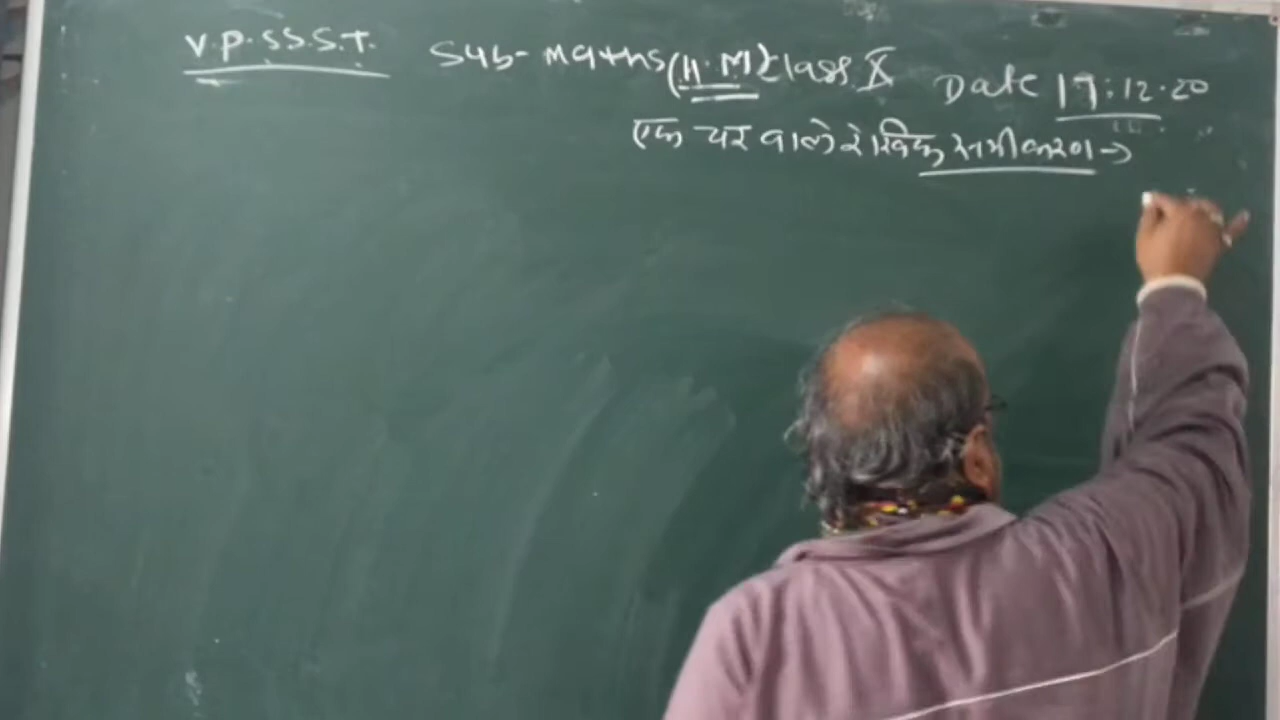 V.P.S.S.S.T. Sub- Maths (H.M) Class X Date 17.12.20
एक चर वाले रेखिक समीकरण →